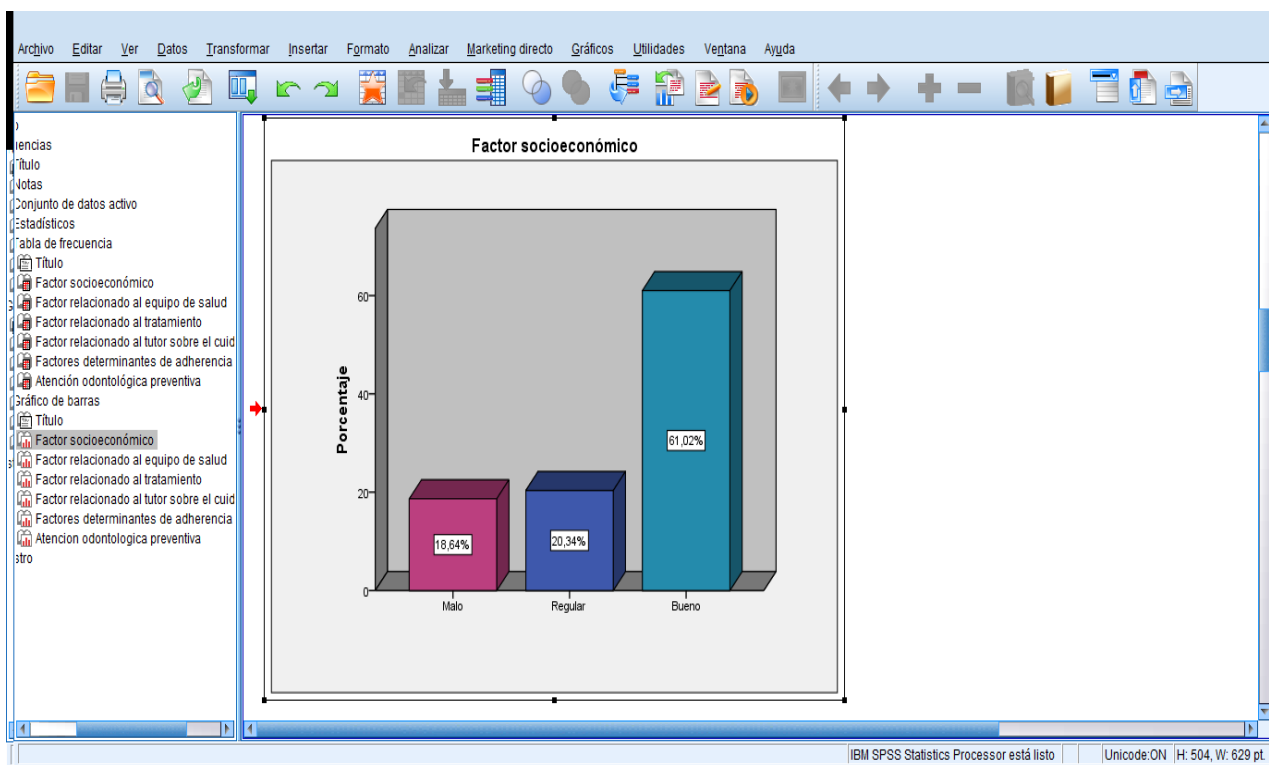 Archivo Editar Ver Datos Transformar Insertar Formato Analizar Marketing directo Gráficos Utilidades Ventana Ayuda
iencias
Título
Notas
Conjunto de datos activo
Estadísticos
Tabla de frecuencia
Título
Factor socioeconómico
Factor relacionado al equipo de salud
Factor relacionado al tratamiento
Factor relacionado al tutor sobre el cuid
Factores determinantes de adherencia
Atención odontológica preventiva
Gráfico de barras
Título
Factor socioeconómico
Factor relacionado al equipo de salud
Factor relacionado al tratamiento
Factor relacionado al tutor sobre el cuid
Factores determinantes de adherencia
Atencion odontologica preventiva
stro
Factor socioeconómico
Porcentaje
60
40
20
0
18,64%
20,34%
61,02%
Malo Regular Bueno
IBM SPSS Statistics Processor está listo Unicode:ON H: 504, W: 629 pt.